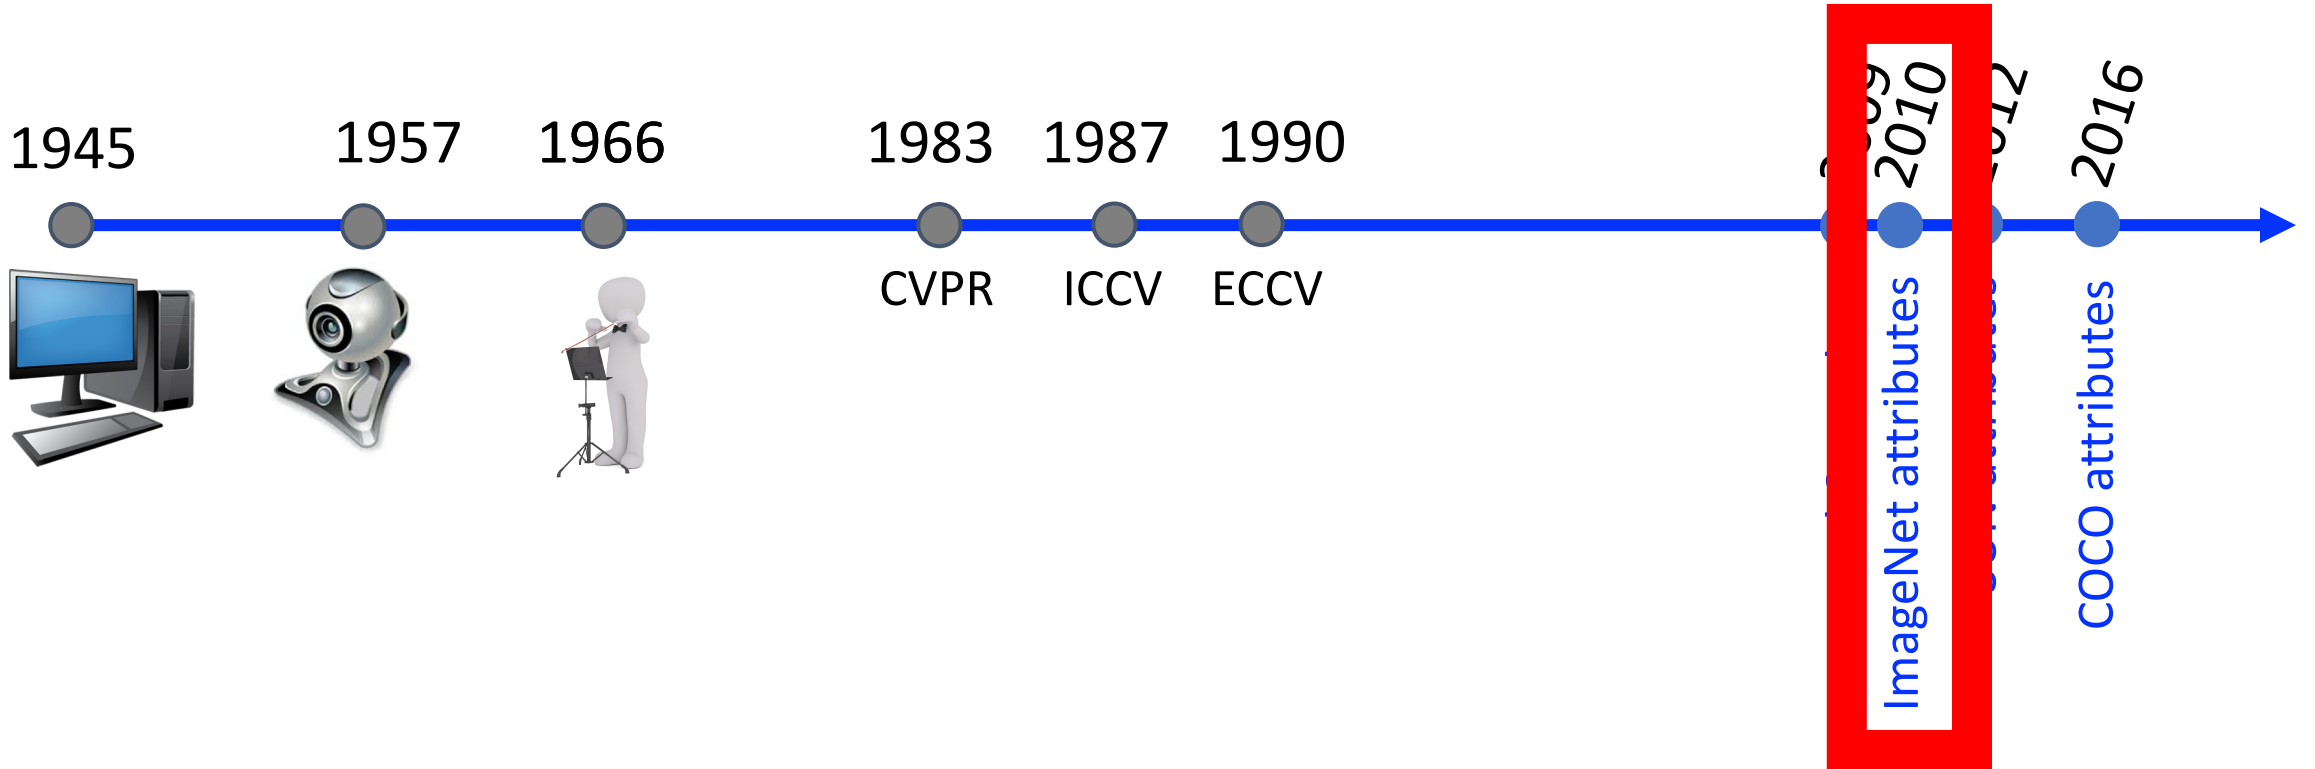 1945
1957
1966
1983
1987
1990
2010
2016
CVPR
ICCV
ECCV
ImageNet attributes
COCO attributes